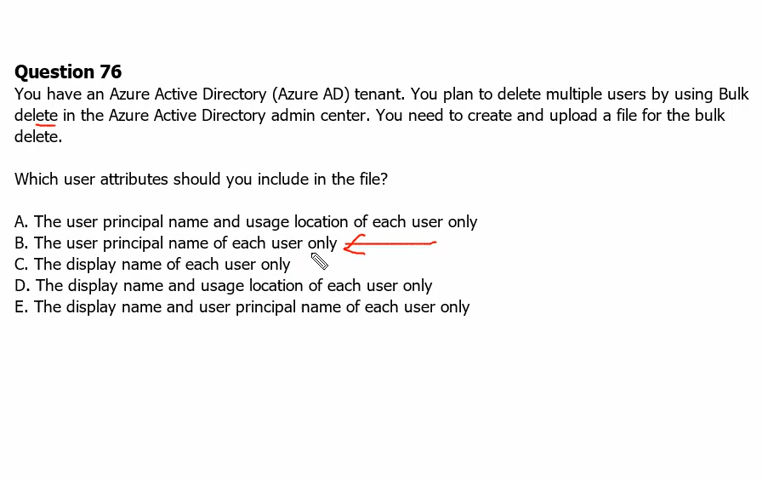 Question 76
You have an Azure Active Directory (Azure AD) tenant. You plan to delete multiple users by using Bulk
delete in the Azure Active Directory admin center. You need to create and upload a file for the bulk
delete.
Which user attributes should you include in the file?
A. The user principal name and usage location of each user only
B. The user principal name of each user only
C. The display name of each user only
D. The display name and usage location of each user only
E. The display name and user principal name of each user only